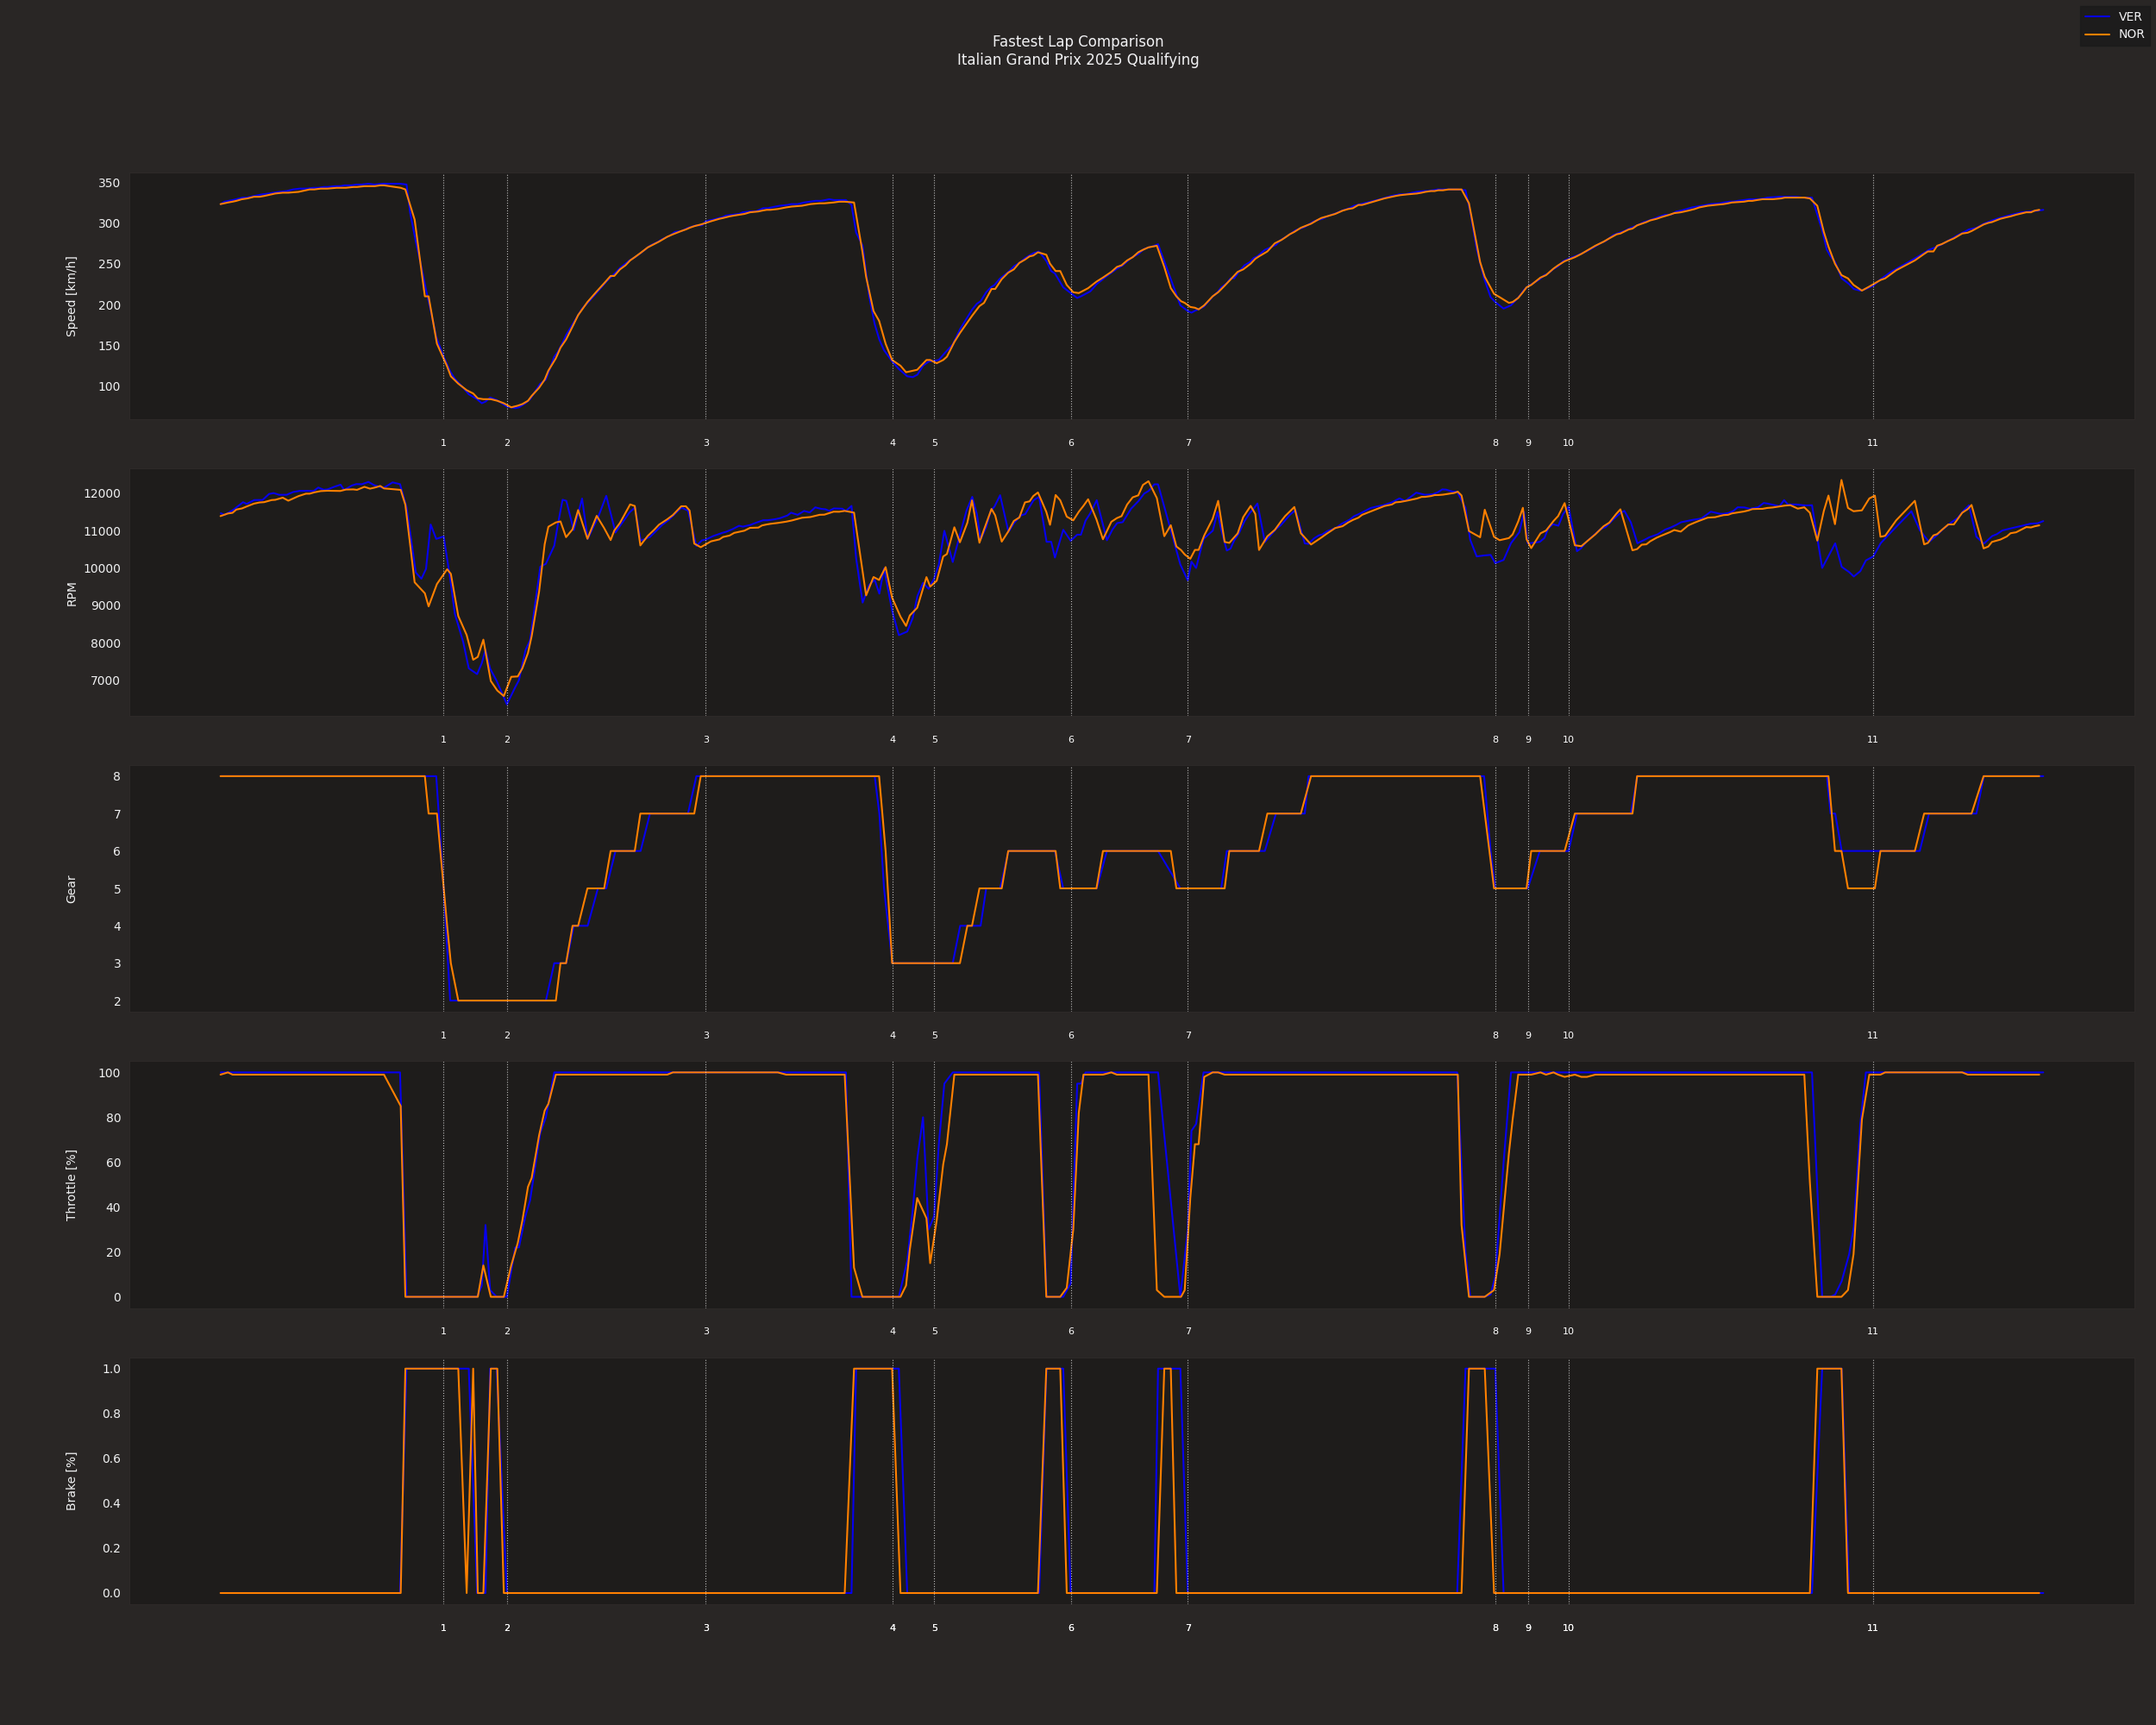 VER
NOR
Fastest Lap Comparison
Italian Grand Prix 2025 Qualifying
Speed [km/h]
350
300
250
200
150
100
1 2 3 4 5 6 7 8 9 10 11
RPM
12000
11000
10000
9000
8000
7000
1 2 3 4 5 6 7 8 9 10 11
Gear
8
7
6
5
4
3
2
1 2 3 4 5 6 7 8 9 10 11
Throttle [%]
100
80
60
40
20
0
1 2 3 4 5 6 7 8 9 10 11
Brake [%]
1.0
0.8
0.6
0.4
0.2
0.0
1 2 3 4 5 6 7 8 9 10 11